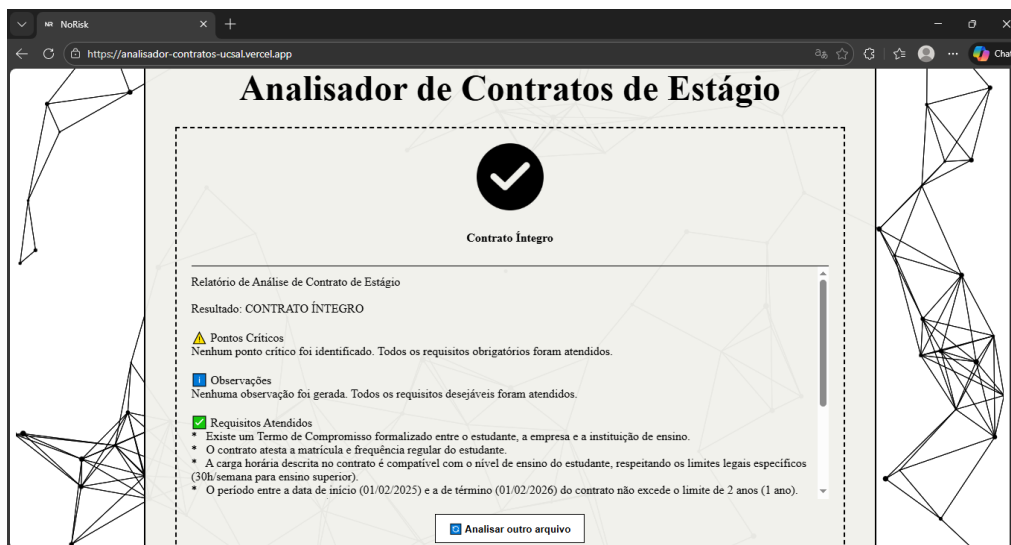 NR NoRisk
https://analisador-contratos-ucsal.vercel.app
Chat
Analisador de Contratos de Estágio
Contrato Íntegro
Relatório de Análise de Contrato de Estágio
Resultado: CONTRATO ÍNTEGRO
⚠️ Pontos Críticos
Nenhum ponto crítico foi identificado. Todos os requisitos obrigatórios foram atendidos.
ℹ️ Observações
Nenhuma observação foi gerada. Todos os requisitos desejáveis foram atendidos.
✅ Requisitos Atendidos
* Existe um Termo de Compromisso formalizado entre o estudante, a empresa e a instituição de ensino.
* O contrato atesta a matrícula e frequência regular do estudante.
* A carga horária descrita no contrato é compatível com o nível de ensino do estudante, respeitando os limites legais específicos
(30h/semana para ensino superior).
* O período entre a data de início (01/02/2025) e a de término (01/02/2026) do contrato não excede o limite de 2 anos (1 ano).
🔄 Analisar outro arquivo